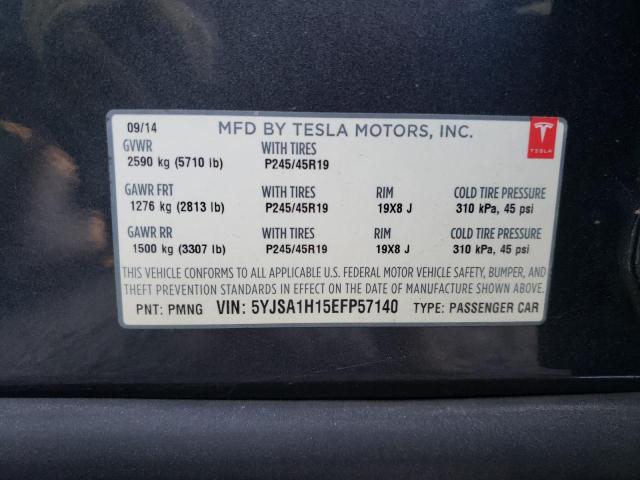 09/14 MFD BY TESLA MOTORS, INC.
GVWR WITH TIRES TESLA
2590 kg (5710 lb) P245/45R19
GAWR FRT WITH TIRES RIM COLD TIRE PRESSURE
1276 kg (2813 lb) P245/45R19 19X8 J 310 kPa, 45 psi
GAWR RR WITH TIRES RIM COLD TIRE PRESSURE
1500 kg (3307 lb) P245/45R19 19X8 J 310 kPa, 45 psi
THIS VEHICLE CONFORMS TO ALL APPLICABLE U.S. FEDERAL MOTOR VEHICLE SAFETY, BUMPER, AND
THEFT PREVENTION STANDARDS IN EFFECT ON THE DATE OF MANUFACTURE SHOWN ABOVE.
PNT: PMNG VIN: 5YJSA1H15EFP57140 TYPE: PASSENGER CAR